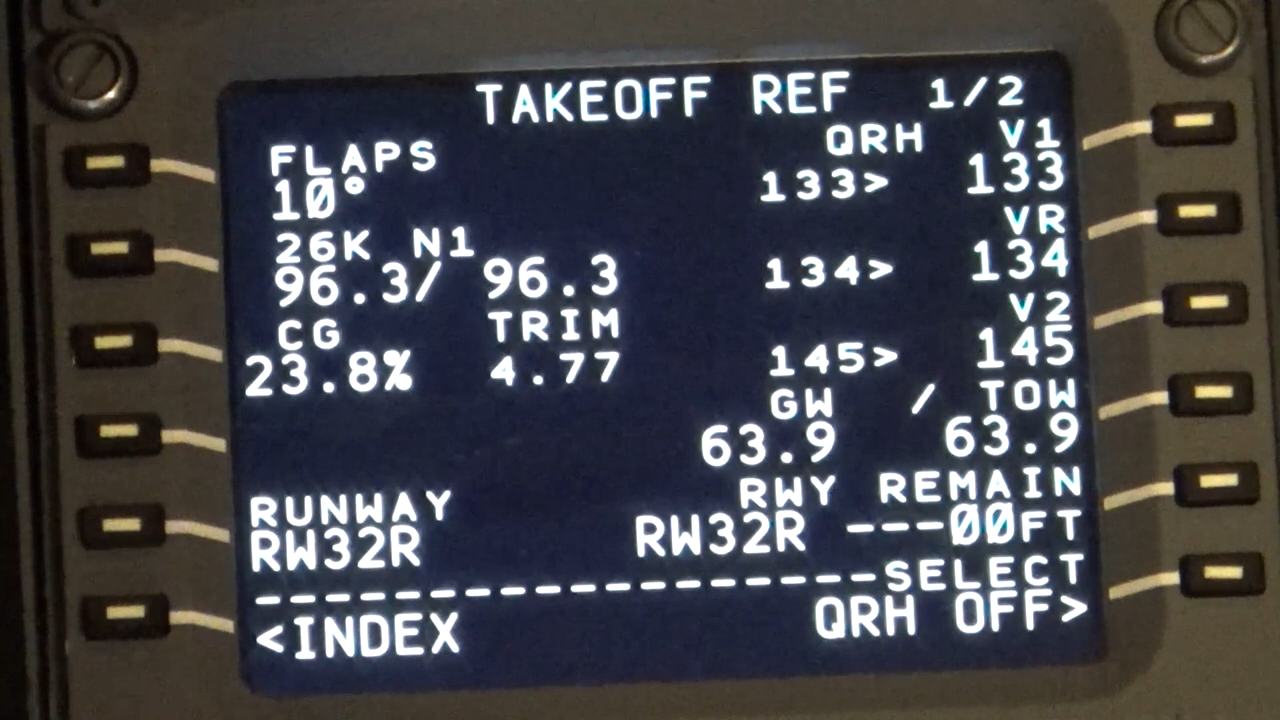 TAKEOFF REF 1/2
FLAPS QRH V1
10° 133> 133
26K N1 VR
96.3/ 96.3 134> 134
CG TRIM V2
23.8% 4.77 145> 145
GW / TOW
63.9 63.9
RUNWAY RWY REMAIN
RW32R RW32R ---00FT
--------------------SELECT
<INDEX QRH OFF>